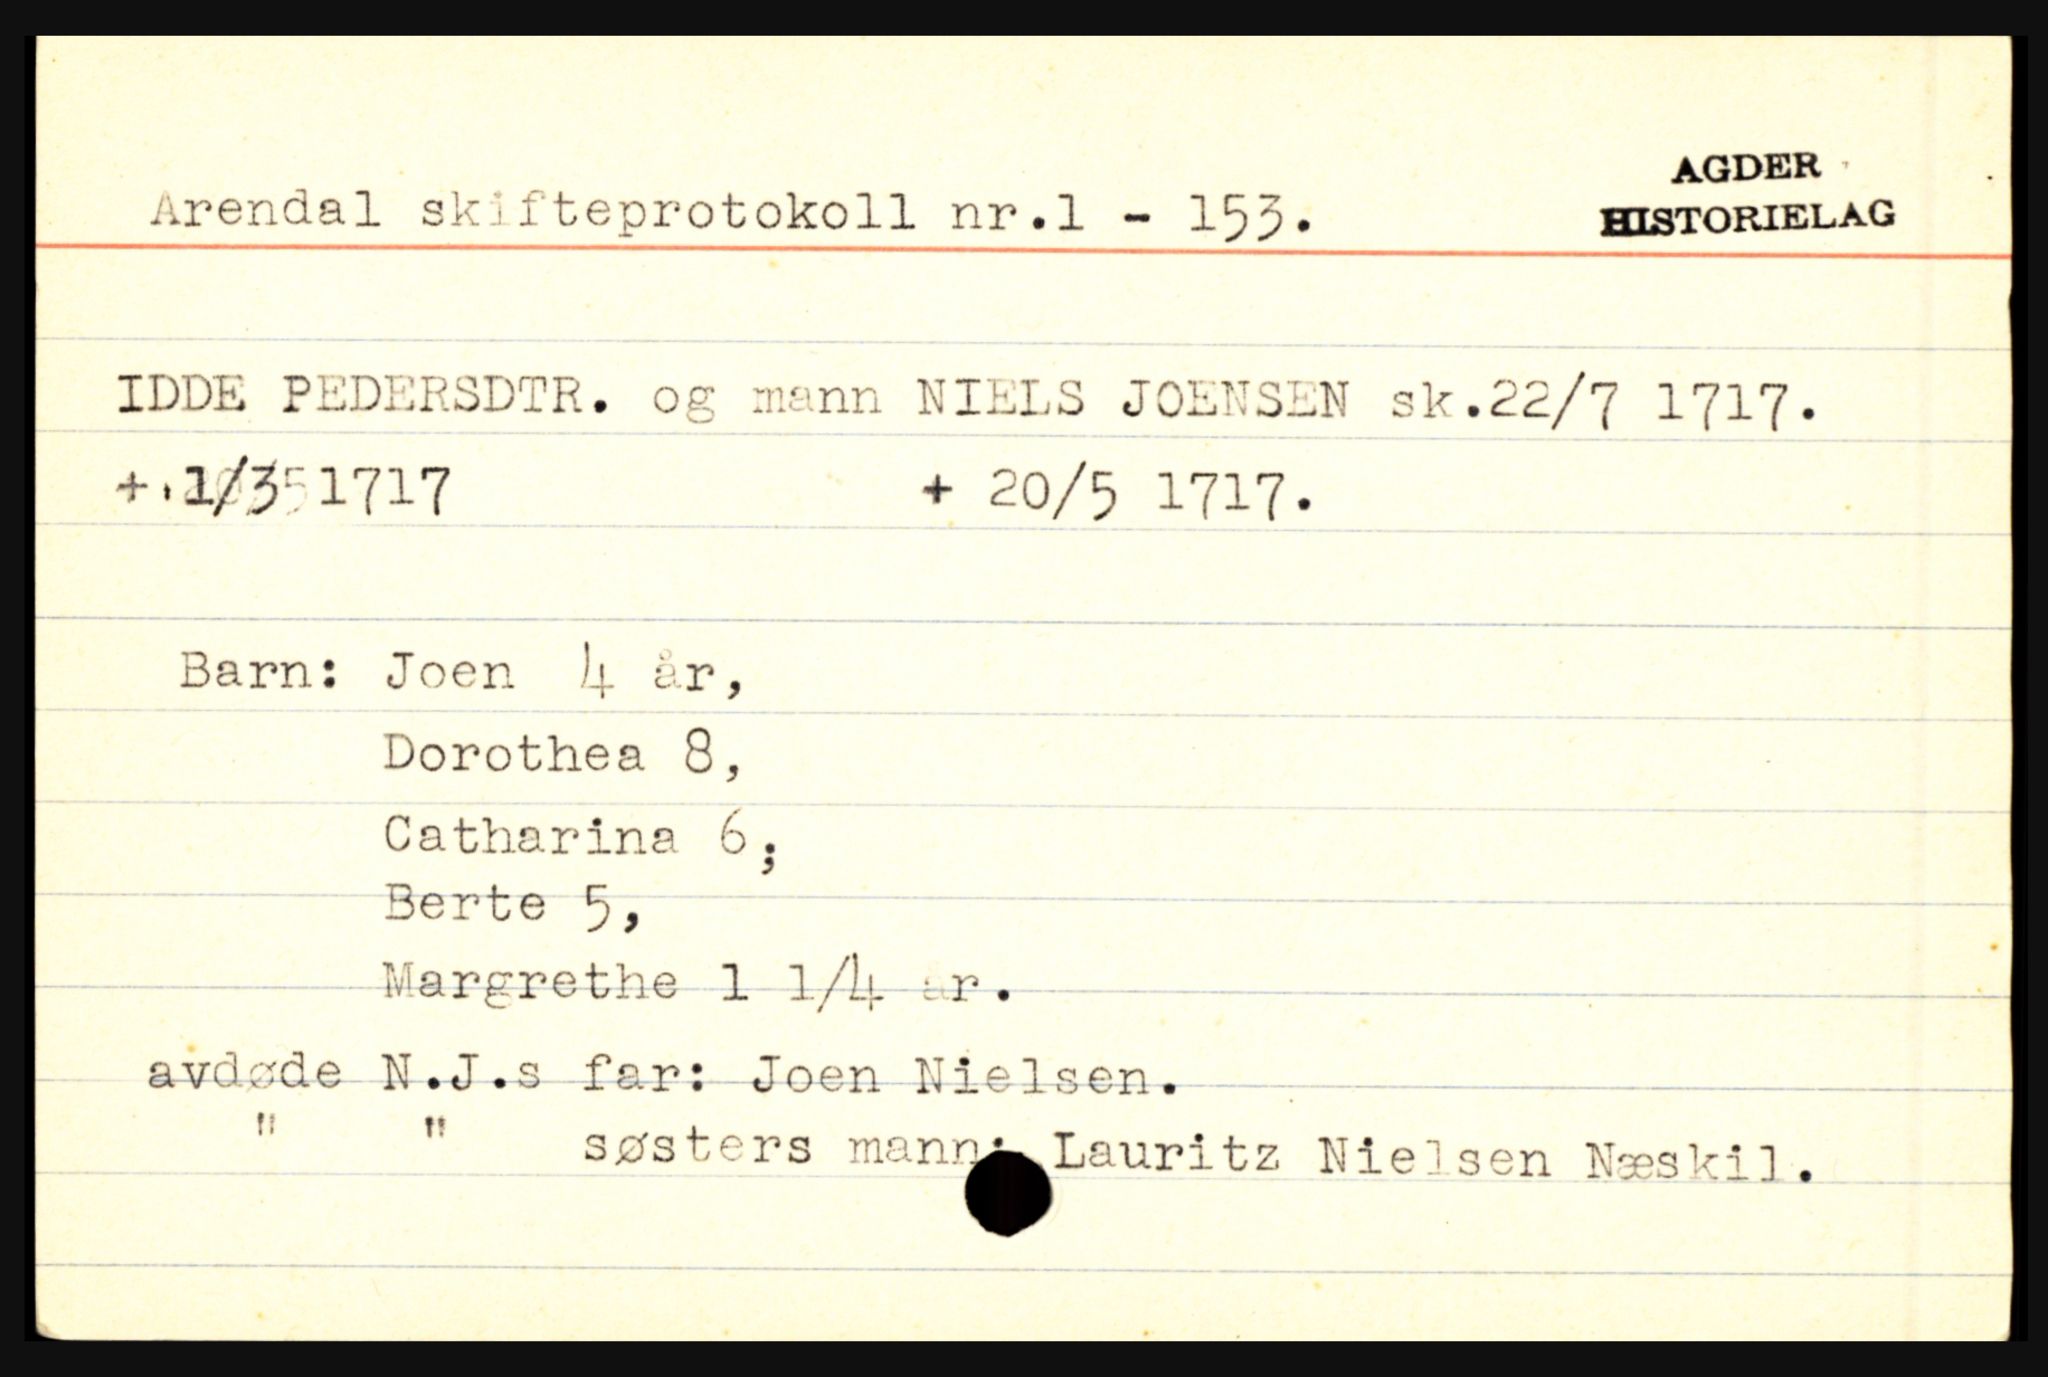 AGDER
HISTORIELAG
Arendal skifteprotokoll nr.1 - 153.
IDDE PEDERSDTR. og mann NIELS JOENSEN sk.22/7 1717.
+ 1/3 1717 + 20/5 1717.
Barn: Joen 4 år,
Dorothea 8,
Catharina 6;
Berte 5,
Margrethe 1 1/4 år.
avdøde N.J.s far: Joen Nielsen.
" " søsters mann: Lauritz Nielsen Næskil.